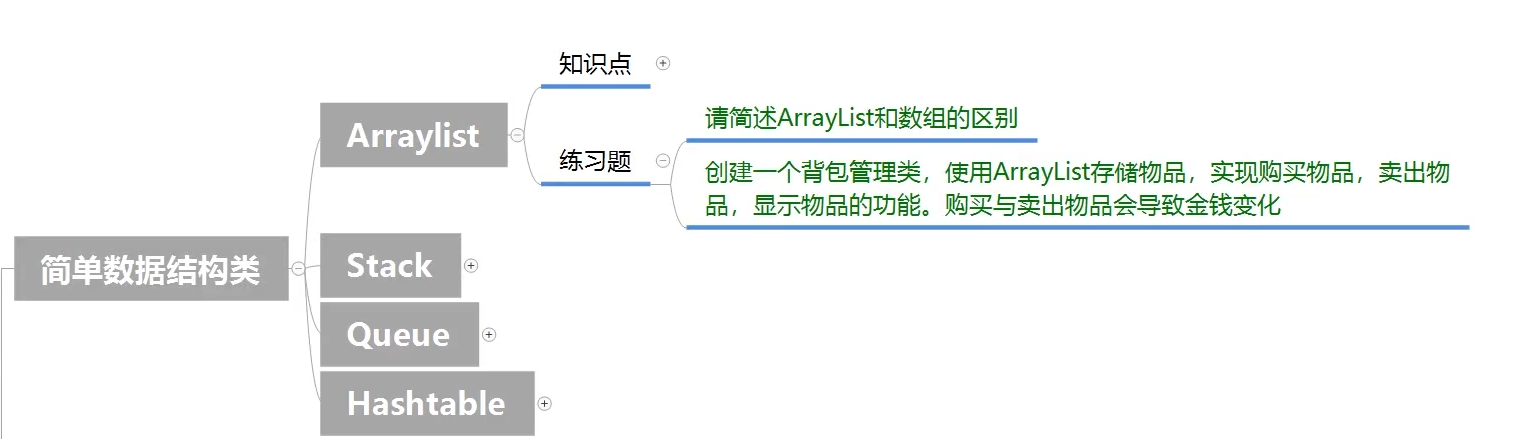 知识点
请简述ArrayList和数组的区别
Arraylist
练习题
创建一个背包管理类，使用ArrayList存储物品，实现购买物品，卖出物
品，显示物品的功能。购买与卖出物品会导致金钱变化
简单数据结构类
Stack
Queue
Hashtable